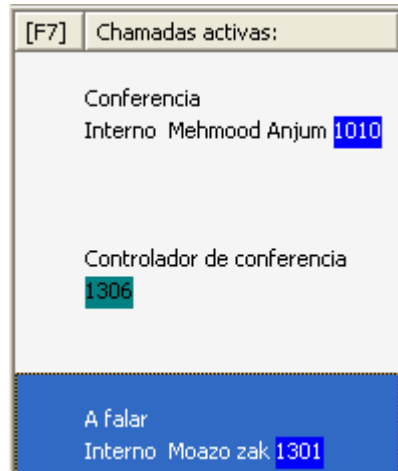 [F7] Chamadas activas:
Conferencia
Interno Mehmood Anjum 1010
Controlador de conferencia
1306
A falar
Interno Moazo zak 1301